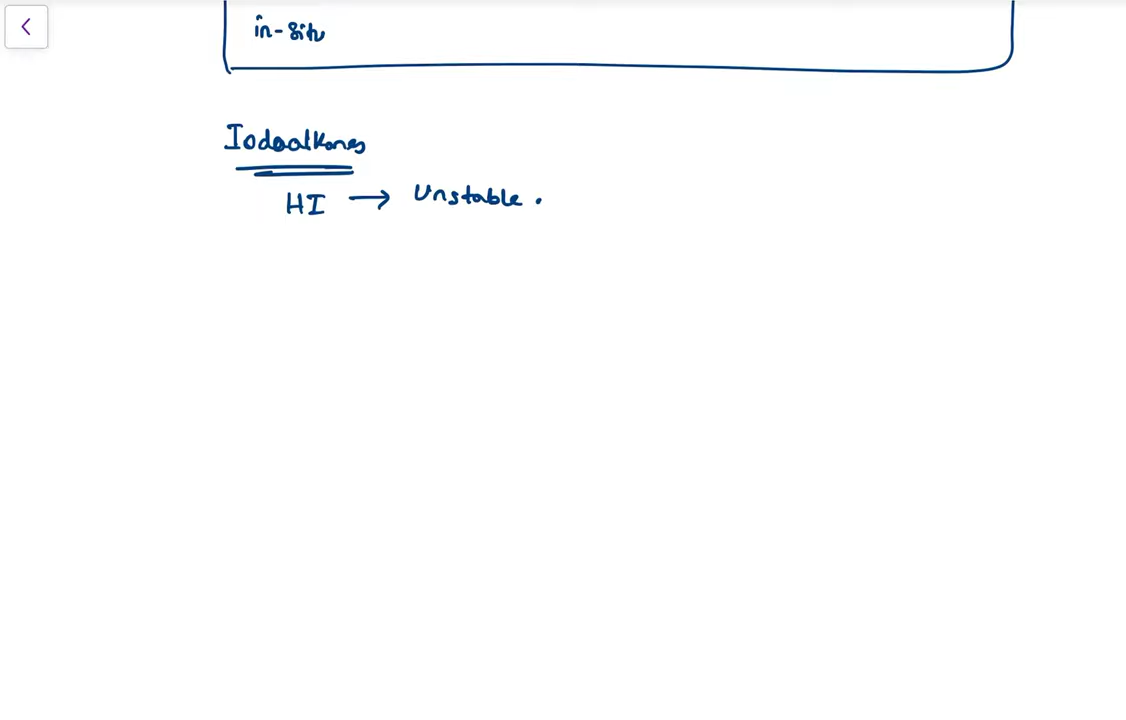 in-situ
Iodoalkanes
HI → Unstable.